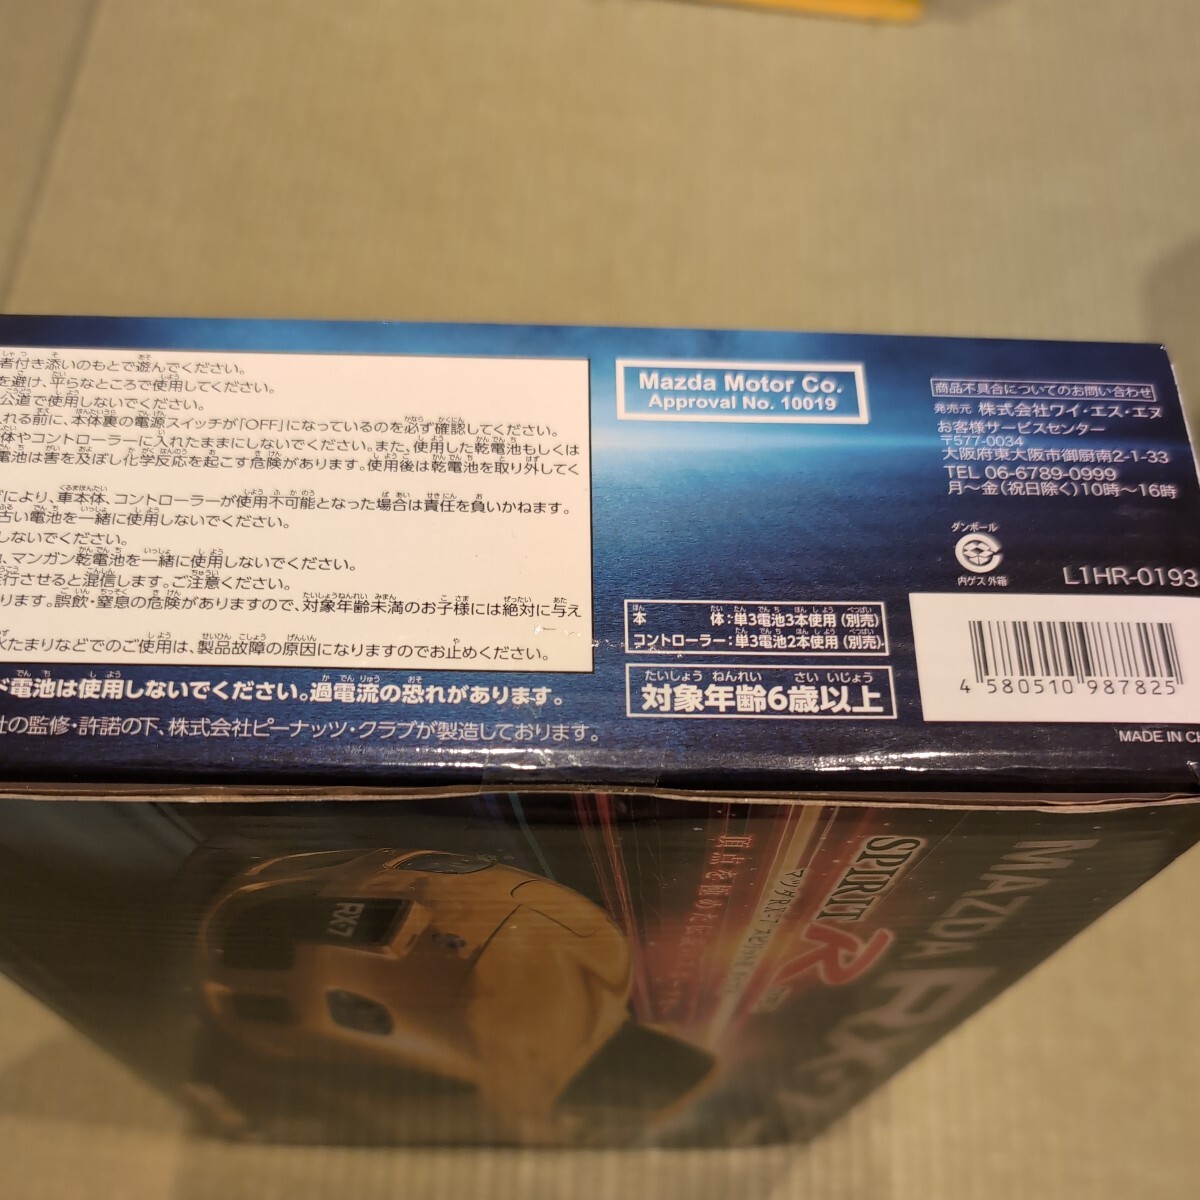 者付き添いのもとで遊んでください。
を避け、平らなところで使用してください。
公道で使用しないでください。
れる前に、本体裏の電源スイッチが「OFF」になっているのを必ず確認してください。
体やコントローラーに入れたままにしないでください。また、使用した乾電池もしくは
電池は害を及ぼし化学反応を起こす危険があります。使用後は乾電池を取り外してく
により、車本体、コントローラーが使用不可能となった場合は責任を負いかねます。
古い電池を一緒に使用しないでください。
しないでください。
、マンガン乾電池を一緒に使用しないでください。
行させると混信します。ご注意ください。
ります。誤飲・窒息の危険がありますので、対象年齢未満のお子様には絶対に与え
水たまりなどでのご使用は、製品故障の原因になりますのでお止めください。
ド電池は使用しないでください。過電流の恐れがあります。
社の監修・許諾の下、株式会社ピーナッツ・クラブが製造しております。
Mazda Motor Co.
Approval No. 10019
商品不具合についてのお問い合わせ
発売元 株式会社ワイ・エス・エヌ
お客様サービスセンター
〒577-0034
大阪府東大阪市御厨南2-1-33
TEL 06-6789-0999
月～金(祝日除く)10時～16時
ダンボール
内ゲス 外箱
L1HR-0193
本 体:単3電池3本使用(別売)
コントローラー:単3電池2本使用(別売)
対象年齢6歳以上
4 580510 987825
MADE IN CH
MAZDA RX-7
SPIRIT R
マツダRX-7 スピリットR
頂点を極めた
RX-7